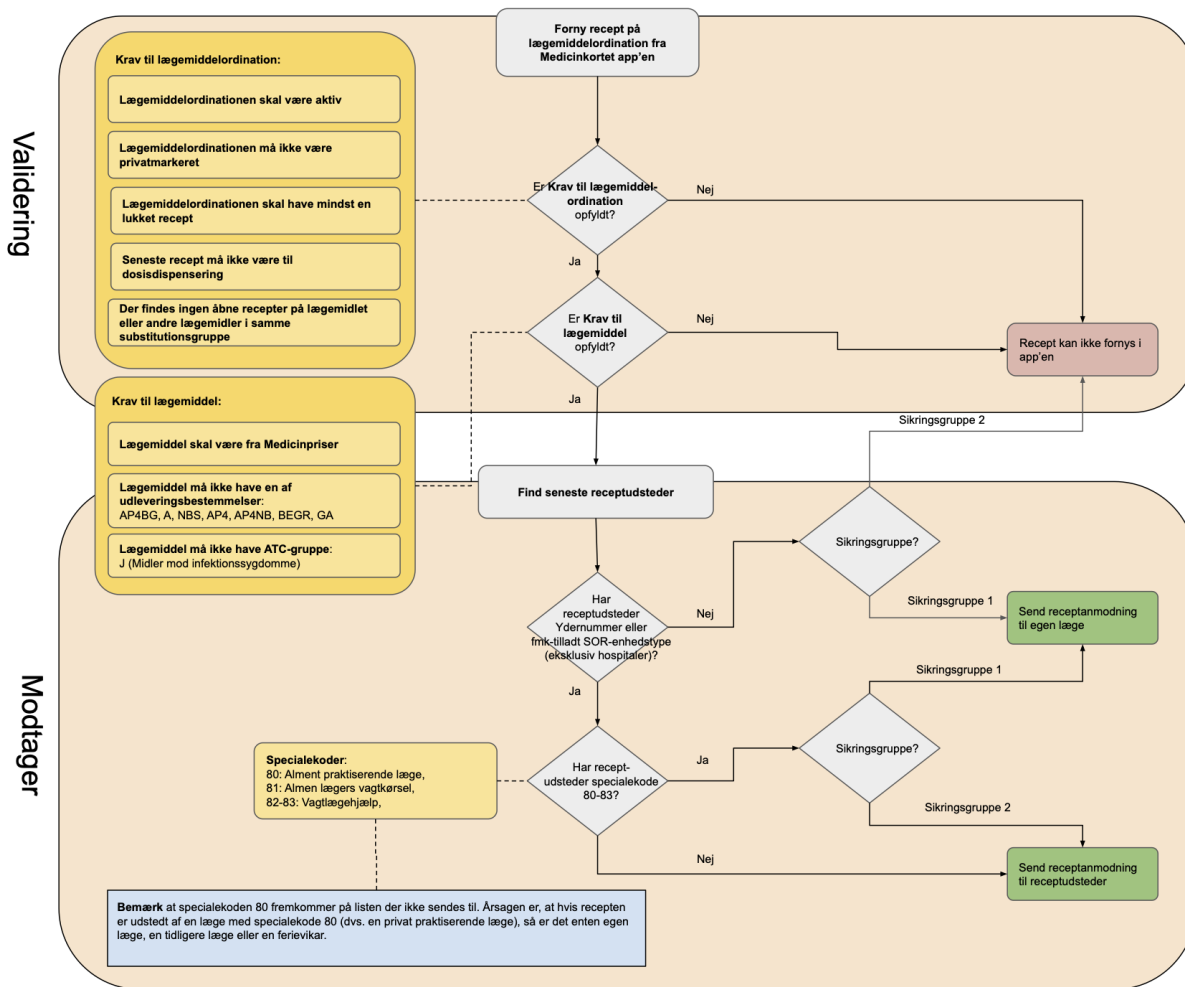 Validering
Forny recept på
lægemiddelordination fra
Medicinkortet app'en
Krav til lægemiddelordination:
Lægemiddelordinationen skal være aktiv
Lægemiddelordinationen må ikke være
privatmarkeret
Lægemiddelordinationen skal have mindst en
lukket recept
Seneste recept må ikke være til
dosisdispensering
Der findes ingen åbne recepter på lægemidlet
eller andre lægemidler i samme
substitutionsgruppe
Er Krav til lægemiddel-
ordination
opfyldt?
Nej
Ja
Er Krav til
lægemiddel
opfyldt?
Nej
Ja
Recept kan ikke fornys i
app'en
Krav til lægemiddel:
Lægemiddel skal være fra Medicinpriser
Lægemiddel må ikke have en af
udleveringsbestemmelser:
AP4BG, A, NBS, AP4, AP4NB, BEGR, GA
Lægemiddel må ikke have ATC-gruppe:
J (Midler mod infektionssygdomme)
Modtager
Find seneste receptudsteder
Sikringsgruppe 2
Sikringsgruppe?
Sikringsgruppe 1
Har
receptudsteder
Ydernummer eller
fmk-tilladt SOR-enhedstype
(eksklusiv hospitaler)?
Nej
Ja
Send receptanmodning
til egen læge
Sikringsgruppe 1
Sikringsgruppe?
Sikringsgruppe 2
Specialekoder:
80: Alment praktiserende læge,
81: Almen lægers vagtkørsel,
82-83: Vagtlægehjælp,
Har recept-
udsteder specialekode
80-83?
Ja
Nej
Send receptanmodning
til receptudsteder
Bemærk at specialekoden 80 fremkommer på listen der ikke sendes til. Årsagen er, at hvis recepten
er udstedt af en læge med specialekode 80 (dvs. en privat praktiserende læge), så er det enten egen
læge, en tidligere læge eller en ferievikar.